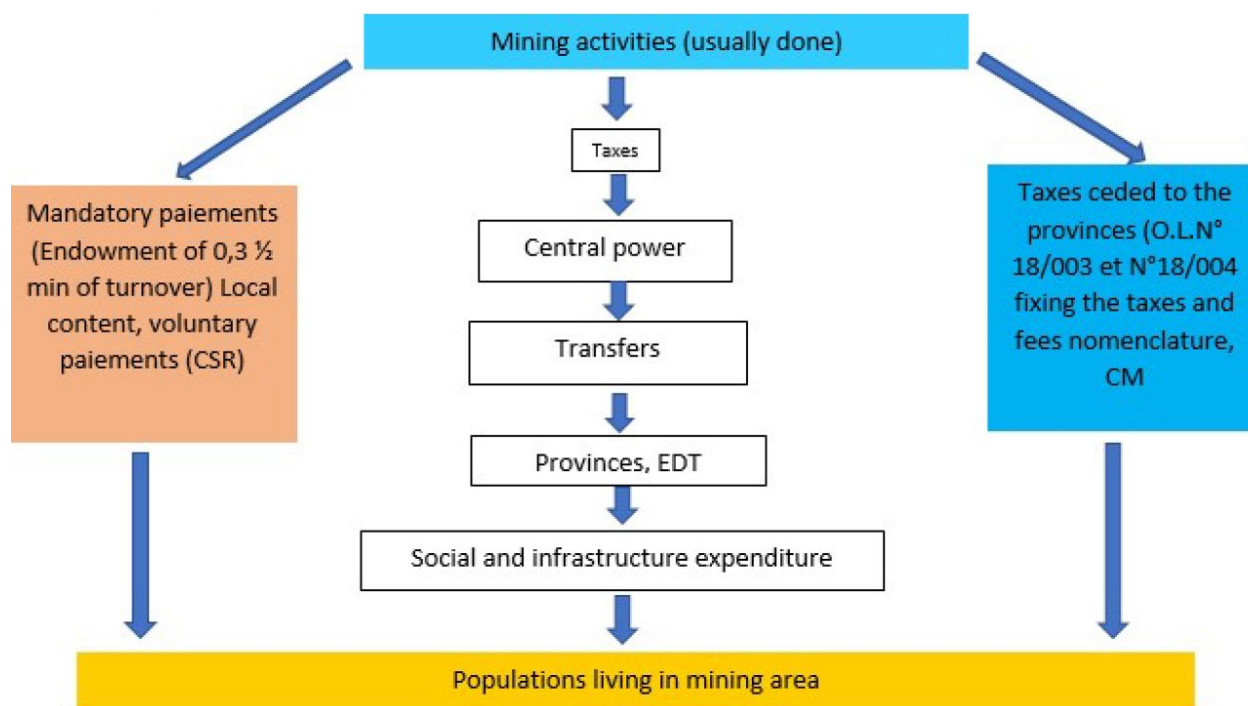 Mining activities (usually done)
Taxes
Mandatory paiements
(Endowment of 0,3 ½
min of turnover) Local
content, voluntary
paiements (CSR)
Central power
Transfers
Provinces, EDT
Social and infrastructure expenditure
Taxes ceded to the
provinces (O.L.N°
18/003 et N°18/004
fixing the taxes and
fees nomenclature,
CM
Populations living in mining area